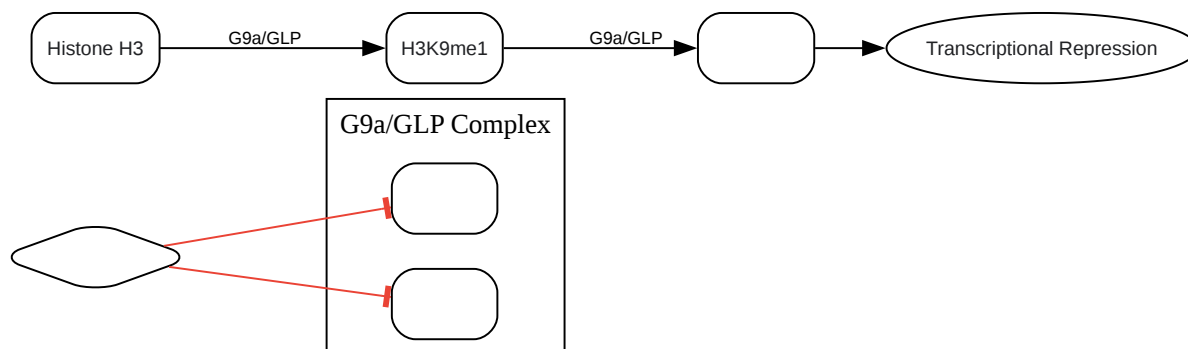 Histone H3
G9a/GLP
H3K9me1
G9a/GLP
Transcriptional Repression
G9a/GLP Complex